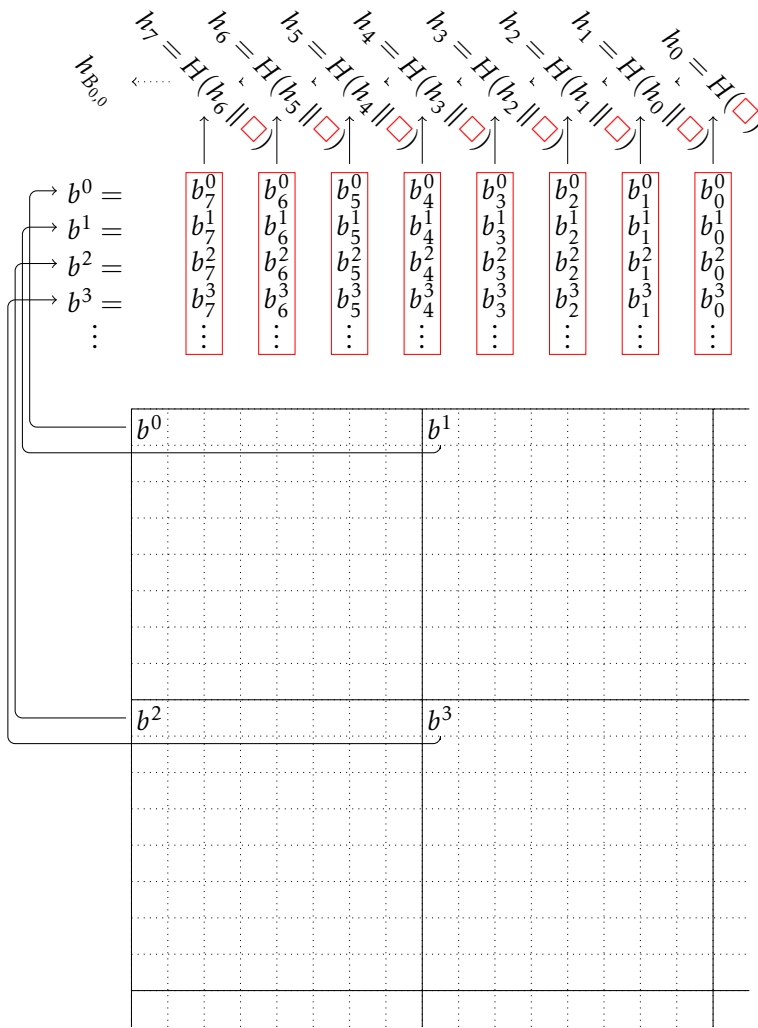 h_{B_{0,0}}
h_7 = H(h_6 ∥ □)
h_6 = H(h_5 ∥ □)
h_5 = H(h_4 ∥ □)
h_4 = H(h_3 ∥ □)
h_3 = H(h_2 ∥ □)
h_2 = H(h_1 ∥ □)
h_1 = H(h_0 ∥ □)
h_0 = H(□)
b^0 = b_7^0 b_6^0 b_5^0 b_4^0 b_3^0 b_2^0 b_1^0 b_0^0
b^1 = b_7^1 b_6^1 b_5^1 b_4^1 b_3^1 b_2^1 b_1^1 b_0^1
b^2 = b_7^2 b_6^2 b_5^2 b_4^2 b_3^2 b_2^2 b_1^2 b_0^2
b^3 = b_7^3 b_6^3 b_5^3 b_4^3 b_3^3 b_2^3 b_1^3 b_0^3
⋮ ⋮ ⋮ ⋮ ⋮ ⋮ ⋮ ⋮ ⋮
b^0 b^1
b^2 b^3